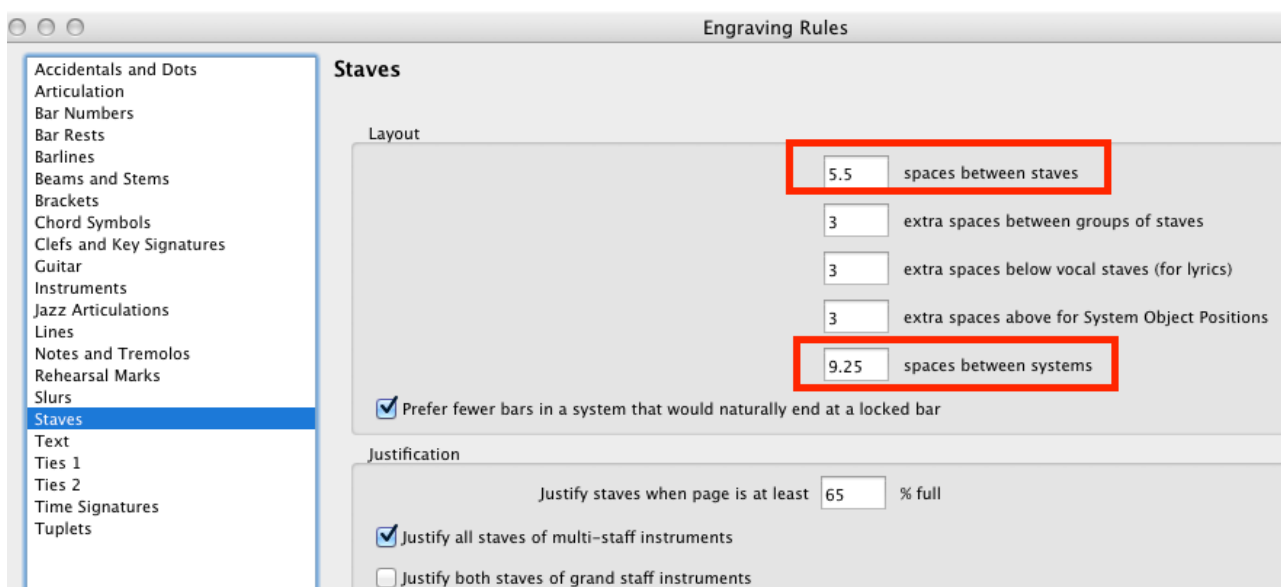 Engraving Rules
Accidentals and Dots
Articulation
Bar Numbers
Bar Rests
Barlines
Beams and Stems
Brackets
Chord Symbols
Clefs and Key Signatures
Guitar
Instruments
Jazz Articulations
Lines
Notes and Tremolos
Rehearsal Marks
Slurs
Staves
Text
Ties 1
Ties 2
Time Signatures
Tuplets
Staves
Layout
5.5 spaces between staves
3 extra spaces between groups of staves
3 extra spaces below vocal staves (for lyrics)
3 extra spaces above for System Object Positions
9.25 spaces between systems
Prefer fewer bars in a system that would naturally end at a locked bar
Justification
Justify staves when page is at least 65 % full
Justify all staves of multi-staff instruments
Justify both staves of grand staff instruments